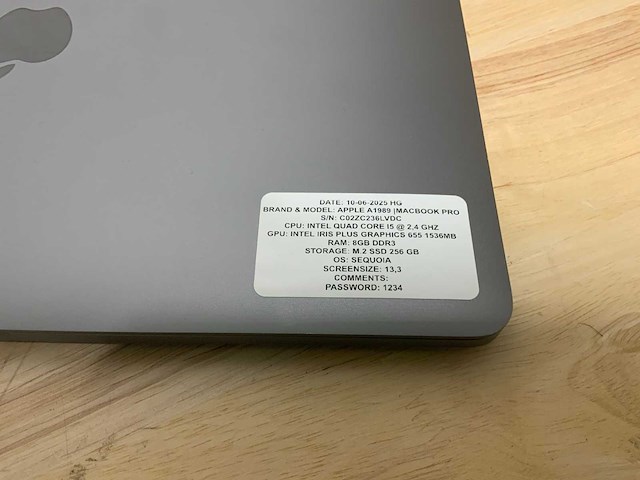 DATE: 10-06-2025 HG
BRAND & MODEL: APPLE A1989 |MACBOOK PRO
S/N: C02ZC236LVDC
CPU: INTEL QUAD CORE I5 @ 2,4 GHZ
GPU: INTEL IRIS PLUS GRAPHICS 655 1536MB
RAM: 8GB DDR3
STORAGE: M.2 SSD 256 GB
OS: SEQUOIA
SCREENSIZE: 13,3
COMMENTS:
PASSWORD: 1234